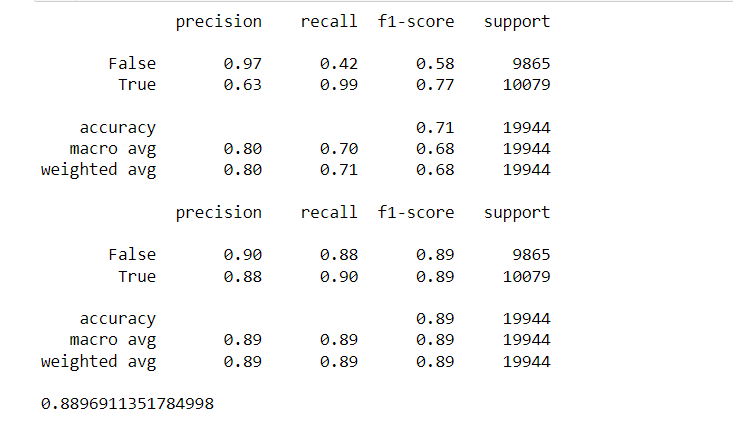 precision recall f1-score support
False 0.97 0.42 0.58 9865
True 0.63 0.99 0.77 10079
accuracy 0.71 19944
macro avg 0.80 0.70 0.68 19944
weighted avg 0.80 0.71 0.68 19944
precision recall f1-score support
False 0.90 0.88 0.89 9865
True 0.88 0.90 0.89 10079
accuracy 0.89 19944
macro avg 0.89 0.89 0.89 19944
weighted avg 0.89 0.89 0.89 19944
0.8896911351784998